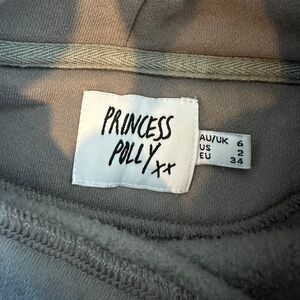 PRINCESS
POLLY xx
AU/UK 6
US 2
EU 34